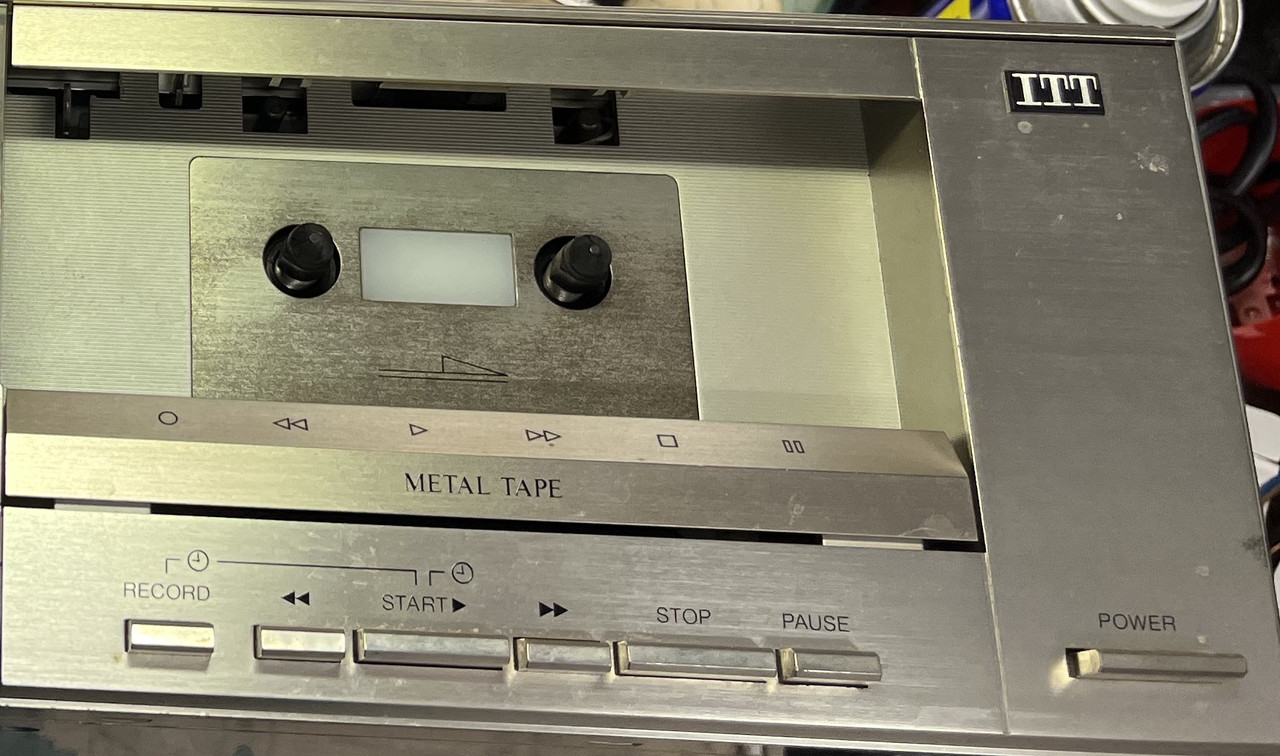 ITT
METAL TAPE
RECORD
START
STOP
PAUSE
POWER